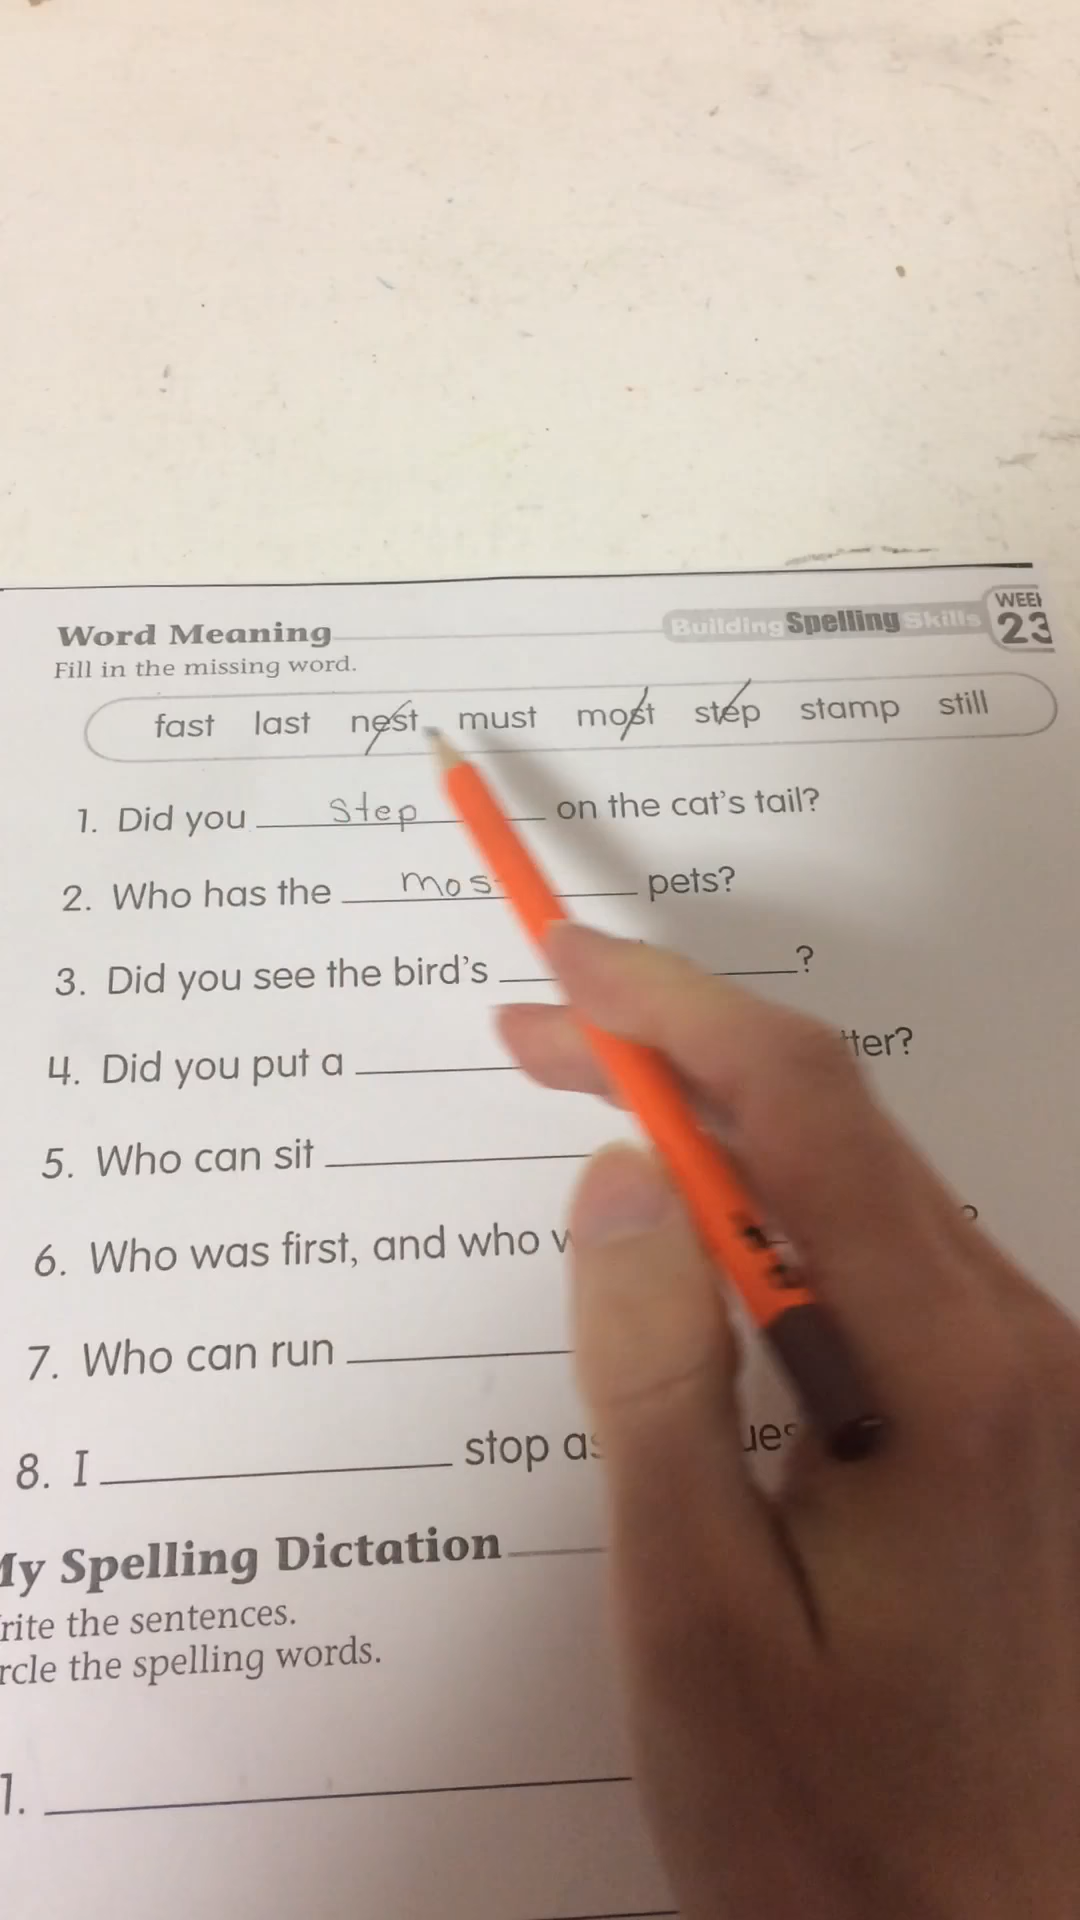 Word Meaning Building Spelling Skills WEEK 23
Fill in the missing word.
fast last nest must most step stamp still
1. Did you step on the cat's tail?
2. Who has the mos pets?
3. Did you see the bird's ?
4. Did you put a tter?
5. Who can sit
6. Who was first, and who ?
7. Who can run
8. I stop
My Spelling Dictation
rite the sentences.
rcle the spelling words.
1.